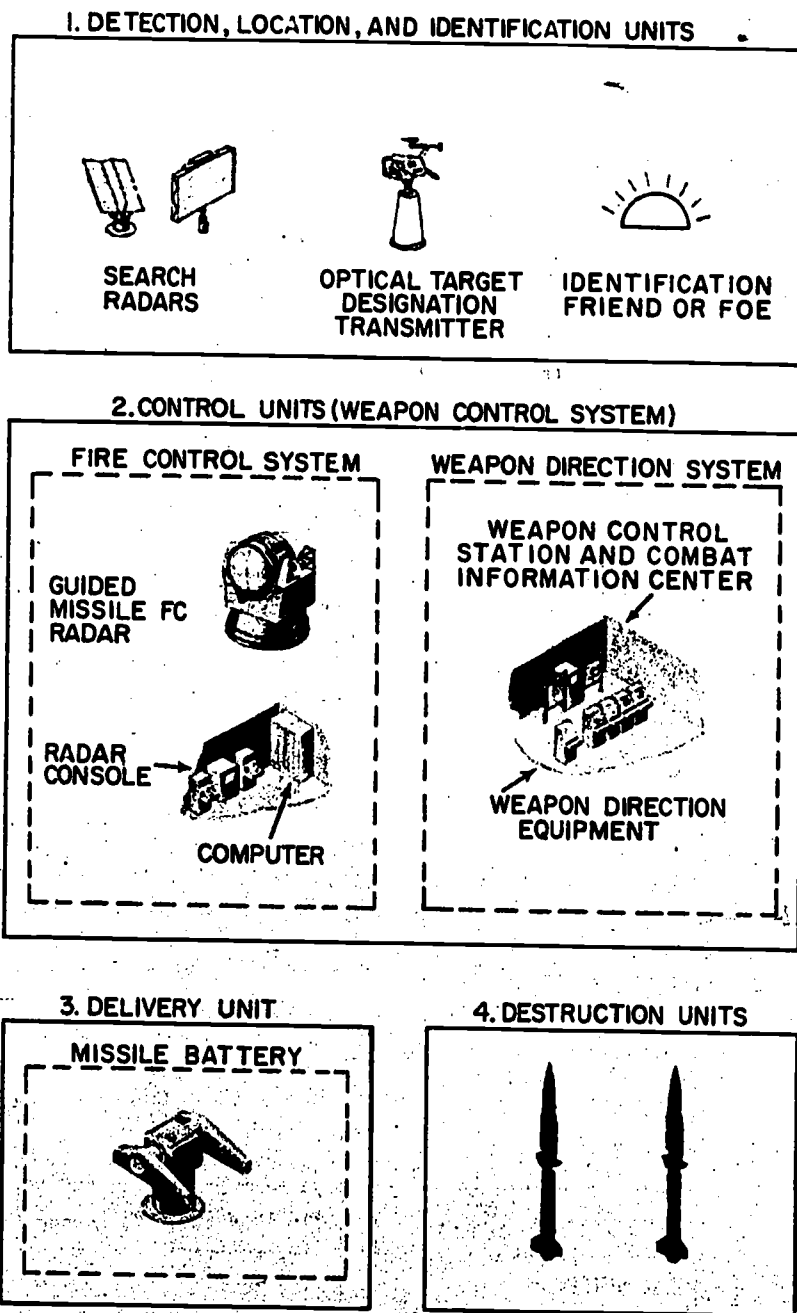 1. DETECTION, LOCATION, AND IDENTIFICATION UNITS
SEARCH
RADARS
OPTICAL TARGET
DESIGNATION
TRANSMITTER
IDENTIFICATION
FRIEND OR FOE
2. CONTROL UNITS (WEAPON CONTROL SYSTEM)
FIRE CONTROL SYSTEM
GUIDED
MISSILE FC
RADAR
RADAR
CONSOLE
COMPUTER
WEAPON DIRECTION SYSTEM
WEAPON CONTROL
STATION AND COMBAT
INFORMATION CENTER
WEAPON DIRECTION
EQUIPMENT
3. DELIVERY UNIT
MISSILE BATTERY
4. DESTRUCTION UNITS